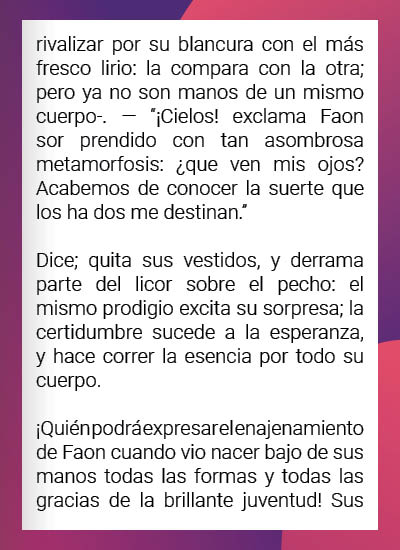 rivalizar por su blancura con el más
fresco lirio: la compara con la otra;
pero ya no son manos de un mismo
cuerpo-. — “¡Cielos! exclama Faon
sor prendido con tan asombrosa
metamorfosis: ¿que ven mis ojos?
Acabemos de conocer la suerte que
los ha dos me destinan.”
Dice; quita sus vestidos, y derrama
parte del licor sobre el pecho: el
mismo prodigio excita su sorpresa; la
certidumbre sucede a la esperanza,
y hace correr la esencia por todo su
cuerpo.
¡Quiénpodráexpresarelenajenamiento
de Faon cuando vio nacer bajo de sus
manos todas las formas y todas las
gracias de la brillante juventud! Sus